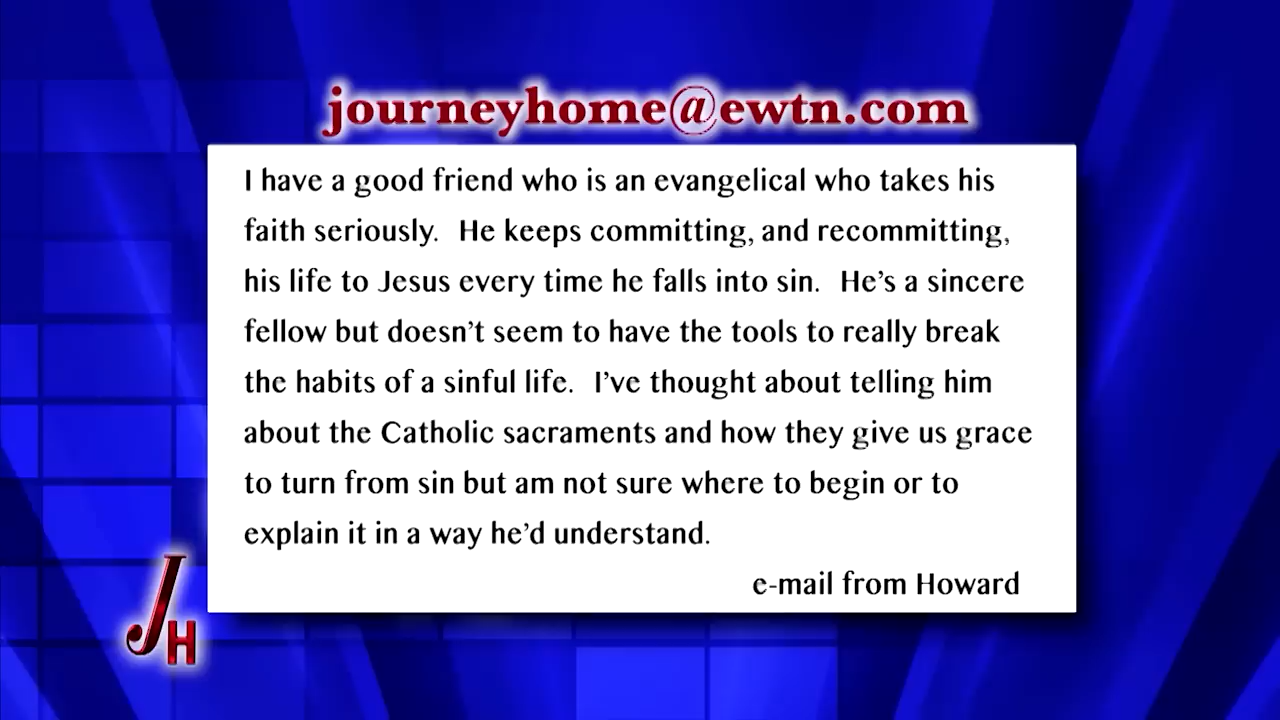 journeyhome@ewtn.com
I have a good friend who is an evangelical who takes his
faith seriously.  He keeps committing, and recommitting,
his life to Jesus every time he falls into sin.  He's a sincere
fellow but doesn't seem to have the tools to really break
the habits of a sinful life.  I've thought about telling him
about the Catholic sacraments and how they give us grace
to turn from sin but am not sure where to begin or to
explain it in a way he'd understand.
e-mail from Howard
JH